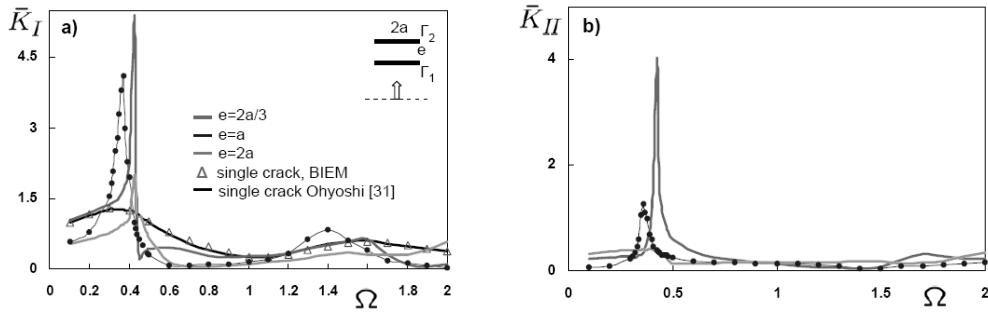 K̄_I
a)
4.5
3
1.5
0
2a
Γ₂
e
Γ₁
e=2a/3
e=a
e=2a
single crack, BIEM
single crack Ohyoshi [31]
0 0.2 0.4 0.6 0.8 1 1.2 1.4 1.6 1.8 2
Ω
K̄_II
b)
4
2
0
0 0.5 1 1.5 2
Ω